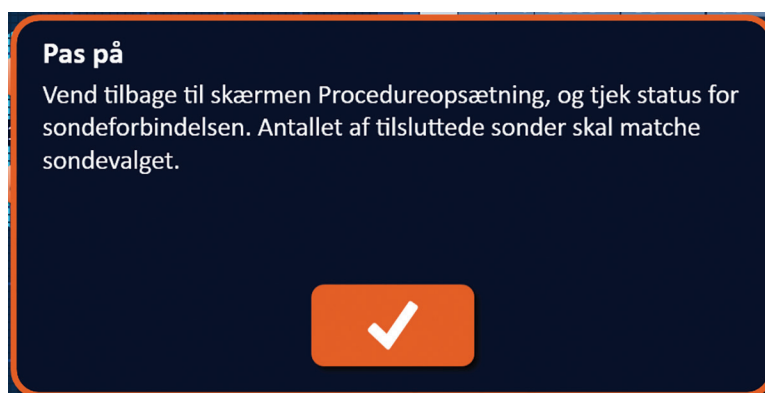 Pas på
Vend tilbage til skærmen Procedureopsætning, og tjek status for
sondeforbindelsen. Antallet af tilsluttede sonder skal matche
sondevalget.